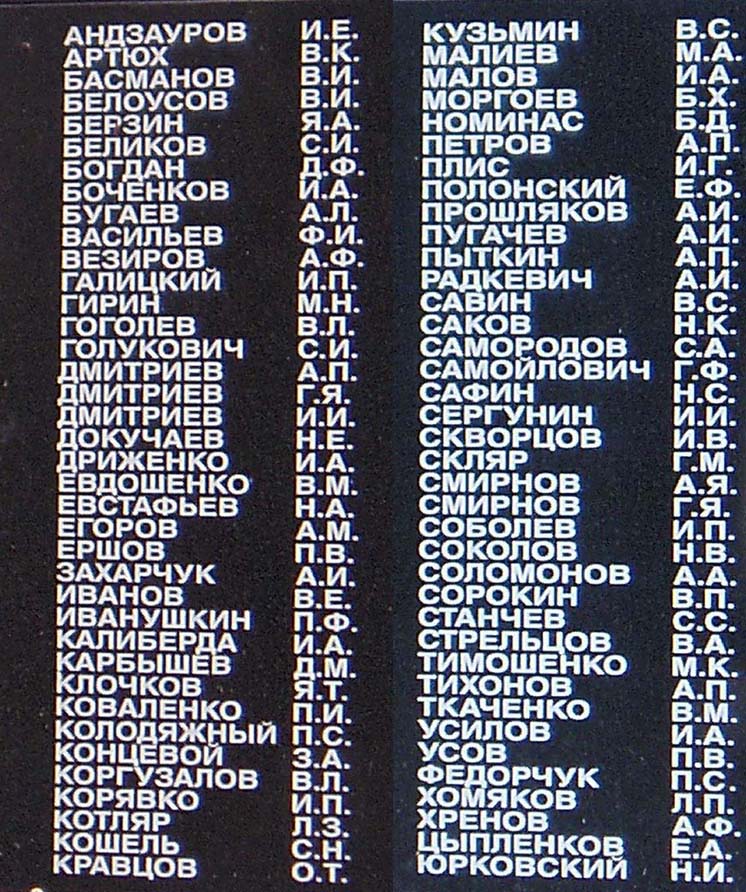 АНДЗАУРОВ И.Е.
АРТЮХ В.К.
БАСМАНОВ В.И.
БЕЛОУСОВ В.И.
БЕРЗИН Я.А.
БЕЛИКОВ С.И.
БОГДАН Д.Ф.
БОЧЕНКОВ И.А.
БУГАЕВ А.Л.
ВАСИЛЬЕВ Ф.И.
ВЕЗИРОВ А.Ф.
ГАЛИЦКИЙ И.П.
ГИРИН М.Н.
ГОГОЛЕВ В.Л.
ГОЛУКОВИЧ С.И.
ДМИТРИЕВ А.П.
ДМИТРИЕВ Г.Я.
ДМИТРИЕВ И.И.
ДОКУЧАЕВ Н.Е.
ДРИЖЕНКО И.А.
ЕВДОШЕНКО В.М.
ЕВСТАФЬЕВ Н.А.
ЕГОРОВ А.М.
ЕРШОВ П.В.
ЗАХАРЧУК А.И.
ИВАНОВ В.Е.
ИВАНУШКИН П.Ф.
КАЛИБЕРДА И.А.
КАРБЫШЕВ Д.М.
КЛОЧКОВ Я.Т.
КОВАЛЕНКО П.И.
КОЛОДЯЖНЫЙ П.С.
КОНЦЕВОЙ З.А.
КОРГУЗАЛОВ В.Л.
КОРЯВКО И.П.
КОТЛЯР Л.З.
КОШЕЛЬ С.Н.
КРАВЦОВ О.Т.
КУЗЬМИН В.С.
МАЛИЕВ М.А.
МАЛОВ И.А.
МОРГОЕВ Б.Х.
НОМИНАС Б.Д.
ПЕТРОВ А.П.
ПЛИС И.Г.
ПОЛОНСКИЙ Е.Ф.
ПРОШЛЯКОВ А.И.
ПУГАЧЕВ А.И.
ПЫТКИН А.П.
РАДКЕВИЧ А.И.
САВИН В.С.
САКОВ Н.К.
САМОРОДОВ С.А.
САМОЙЛОВИЧ Г.Ф.
САФИН Н.С.
СЕРГУНИН И.И.
СКВОРЦОВ И.В.
СКЛЯР Г.М.
СМИРНОВ А.Я.
СМИРНОВ Г.Я.
СОБОЛЕВ И.П.
СОКОЛОВ Н.В.
СОЛОМОНОВ А.А.
СОРОКИН В.П.
СТАНЧЕВ С.С.
СТРЕЛЬЦОВ В.А.
ТИМОШЕНКО М.К.
ТИХОНОВ А.П.
ТКАЧЕНКО В.М.
УСИЛОВ И.А.
УСОВ П.В.
ФЕДОРЧУК П.С.
ХОМЯКОВ Л.П.
ХРЕНОВ А.Ф.
ЦЫПЛЕНКОВ Е.А.
ЮРКОВСКИЙ Н.И.